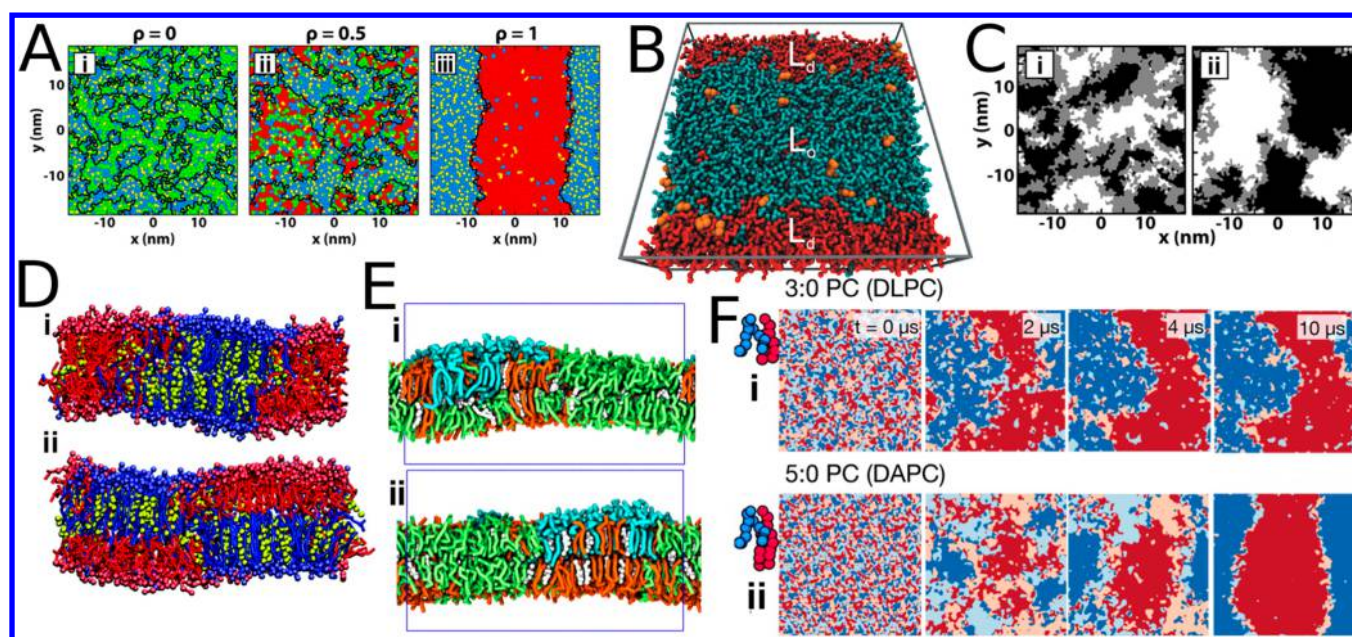 A
ρ = 0
ρ = 0.5
ρ = 1
i
ii
iii
y (nm)
10
0
-10
-10 0 10
-10 0 10
-10 0 10
x (nm)
x (nm)
x (nm)
B
Ld
Lo
Ld
C
i
ii
y (nm)
10
0
-10
-10 0 10
-10 0 10
x (nm)
D
i
ii
E
i
ii
F
3:0 PC (DLPC)
i
t = 0 µs
2 µs
4 µs
10 µs
5:0 PC (DAPC)
ii